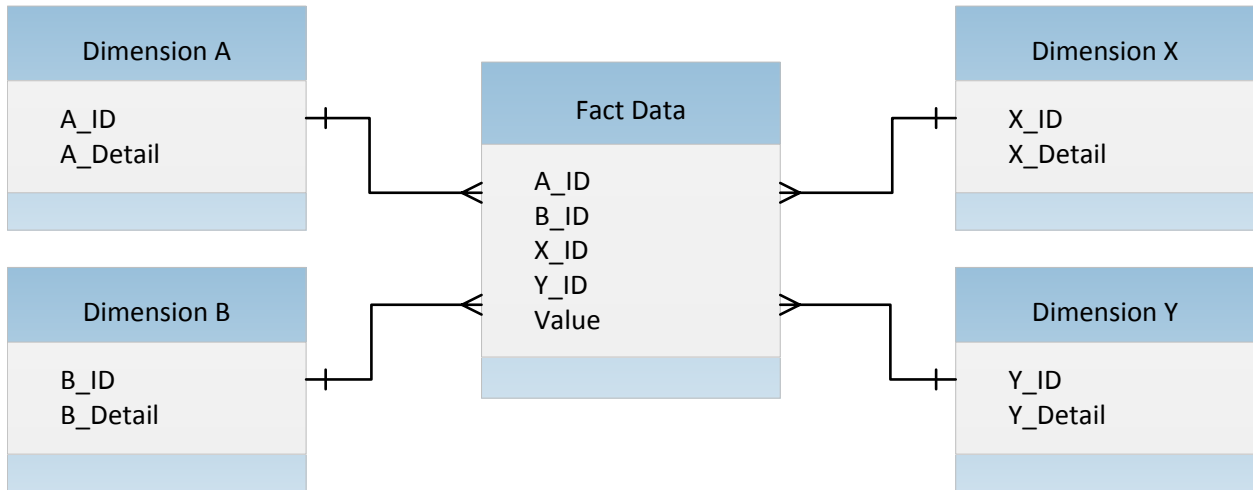 Dimension A
A_ID
A_Detail
Dimension B
B_ID
B_Detail
Fact Data
A_ID
B_ID
X_ID
Y_ID
Value
Dimension X
X_ID
X_Detail
Dimension Y
Y_ID
Y_Detail